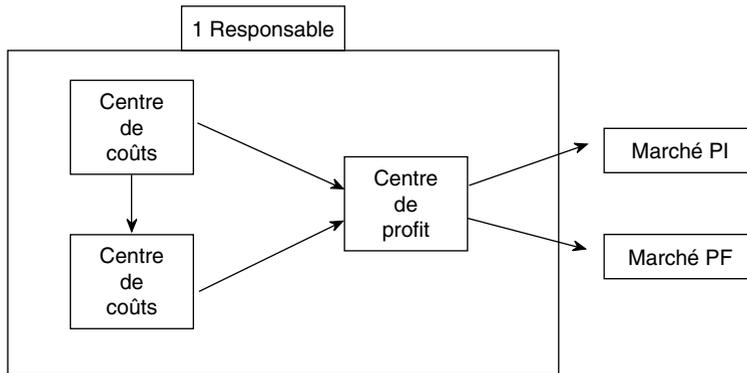 1 Responsable
Centre
de
coûts
Centre
de
profit
Marché PI
Centre
de
coûts
Marché PF